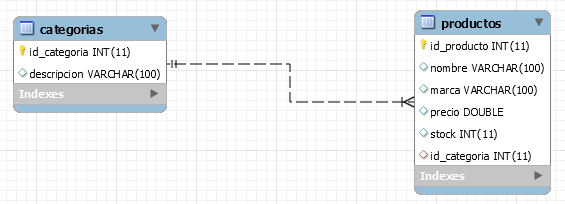 categorias
id_categoria INT(11)
descripcion VARCHAR(100)
Indexes
productos
id_producto INT(11)
nombre VARCHAR(100)
marca VARCHAR(100)
precio DOUBLE
stock INT(11)
id_categoria INT(11)
Indexes